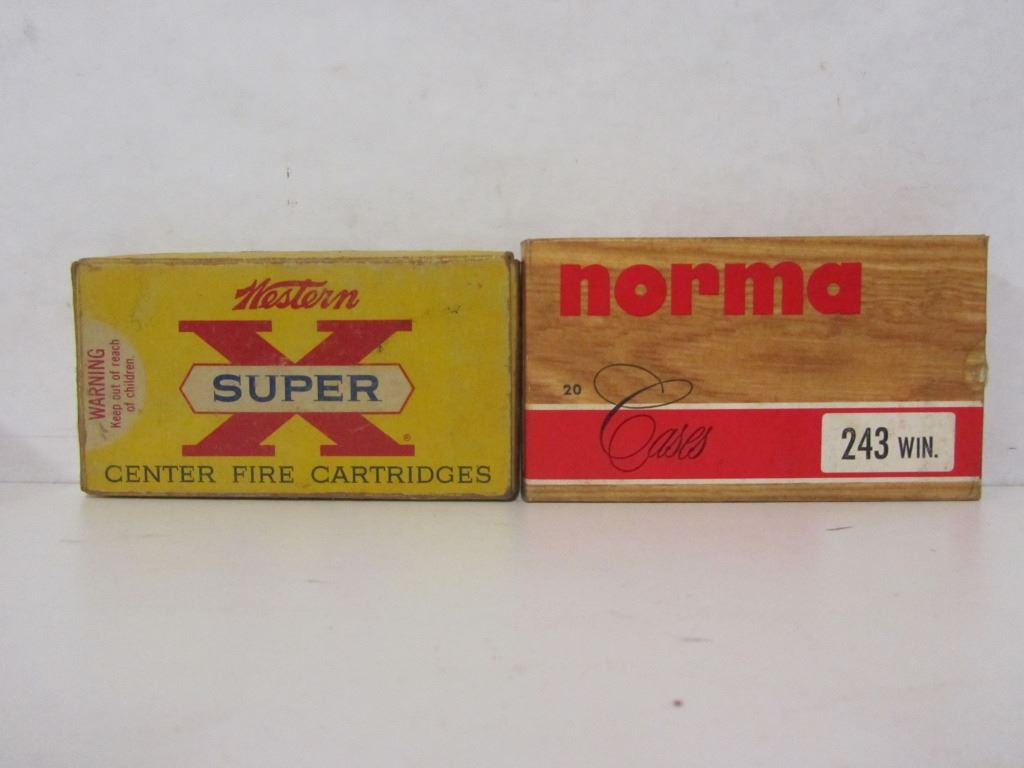 Western
X
SUPER
®
CENTER FIRE CARTRIDGES
WARNING
Keep out of reach
of children.
norma
20
Cases
243 WIN.